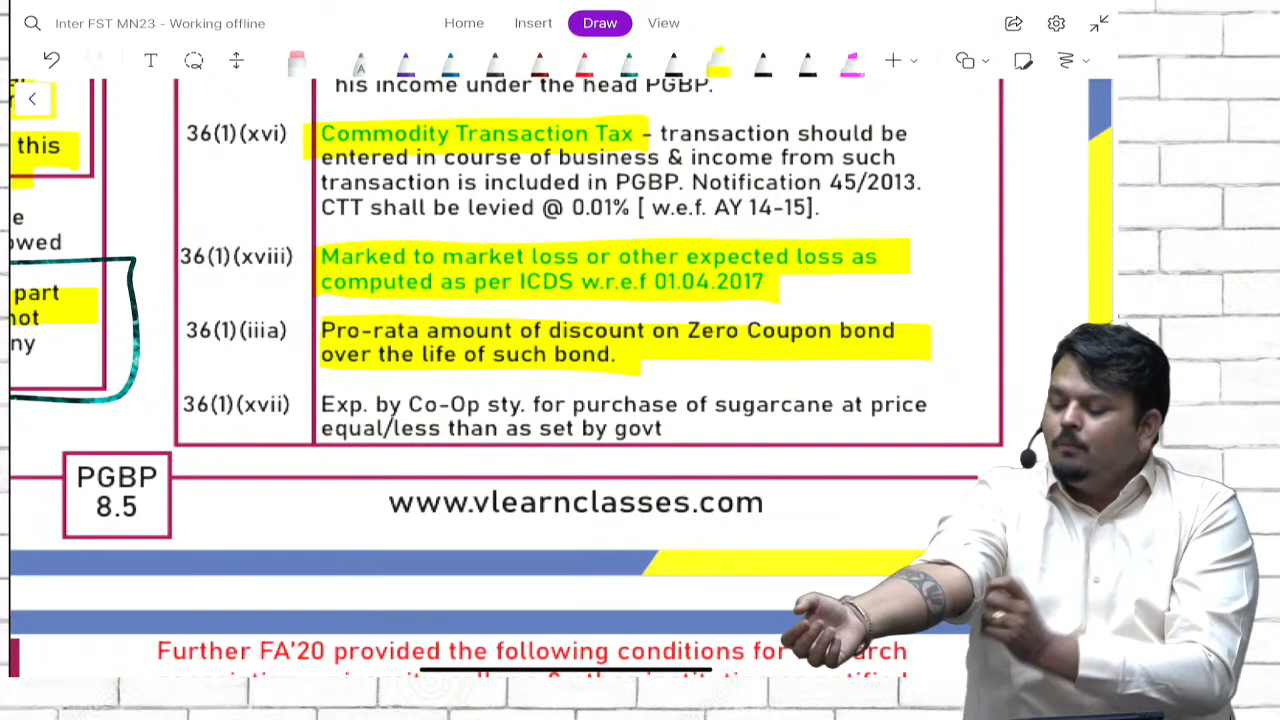 Inter FST MN23 - Working offline
Home Insert Draw View
this
his income under the head PGBP.
36(1)(xvi) Commodity Transaction Tax - transaction should be
entered in course of business & income from such
transaction is included in PGBP. Notification 45/2013.
CTT shall be levied @ 0.01% [ w.e.f. AY 14-15].
36(1)(xviii) Marked to market loss or other expected loss as
computed as per ICDS w.r.e.f 01.04.2017
part
36(1)(iiia) Pro-rata amount of discount on Zero Coupon bond
over the life of such bond.
36(1)(xvii) Exp. by Co-Op sty. for purchase of sugarcane at price
equal/less than as set by govt
PGBP
8.5
www.vlearnclasses.com
Further FA'20 provided the following conditions for